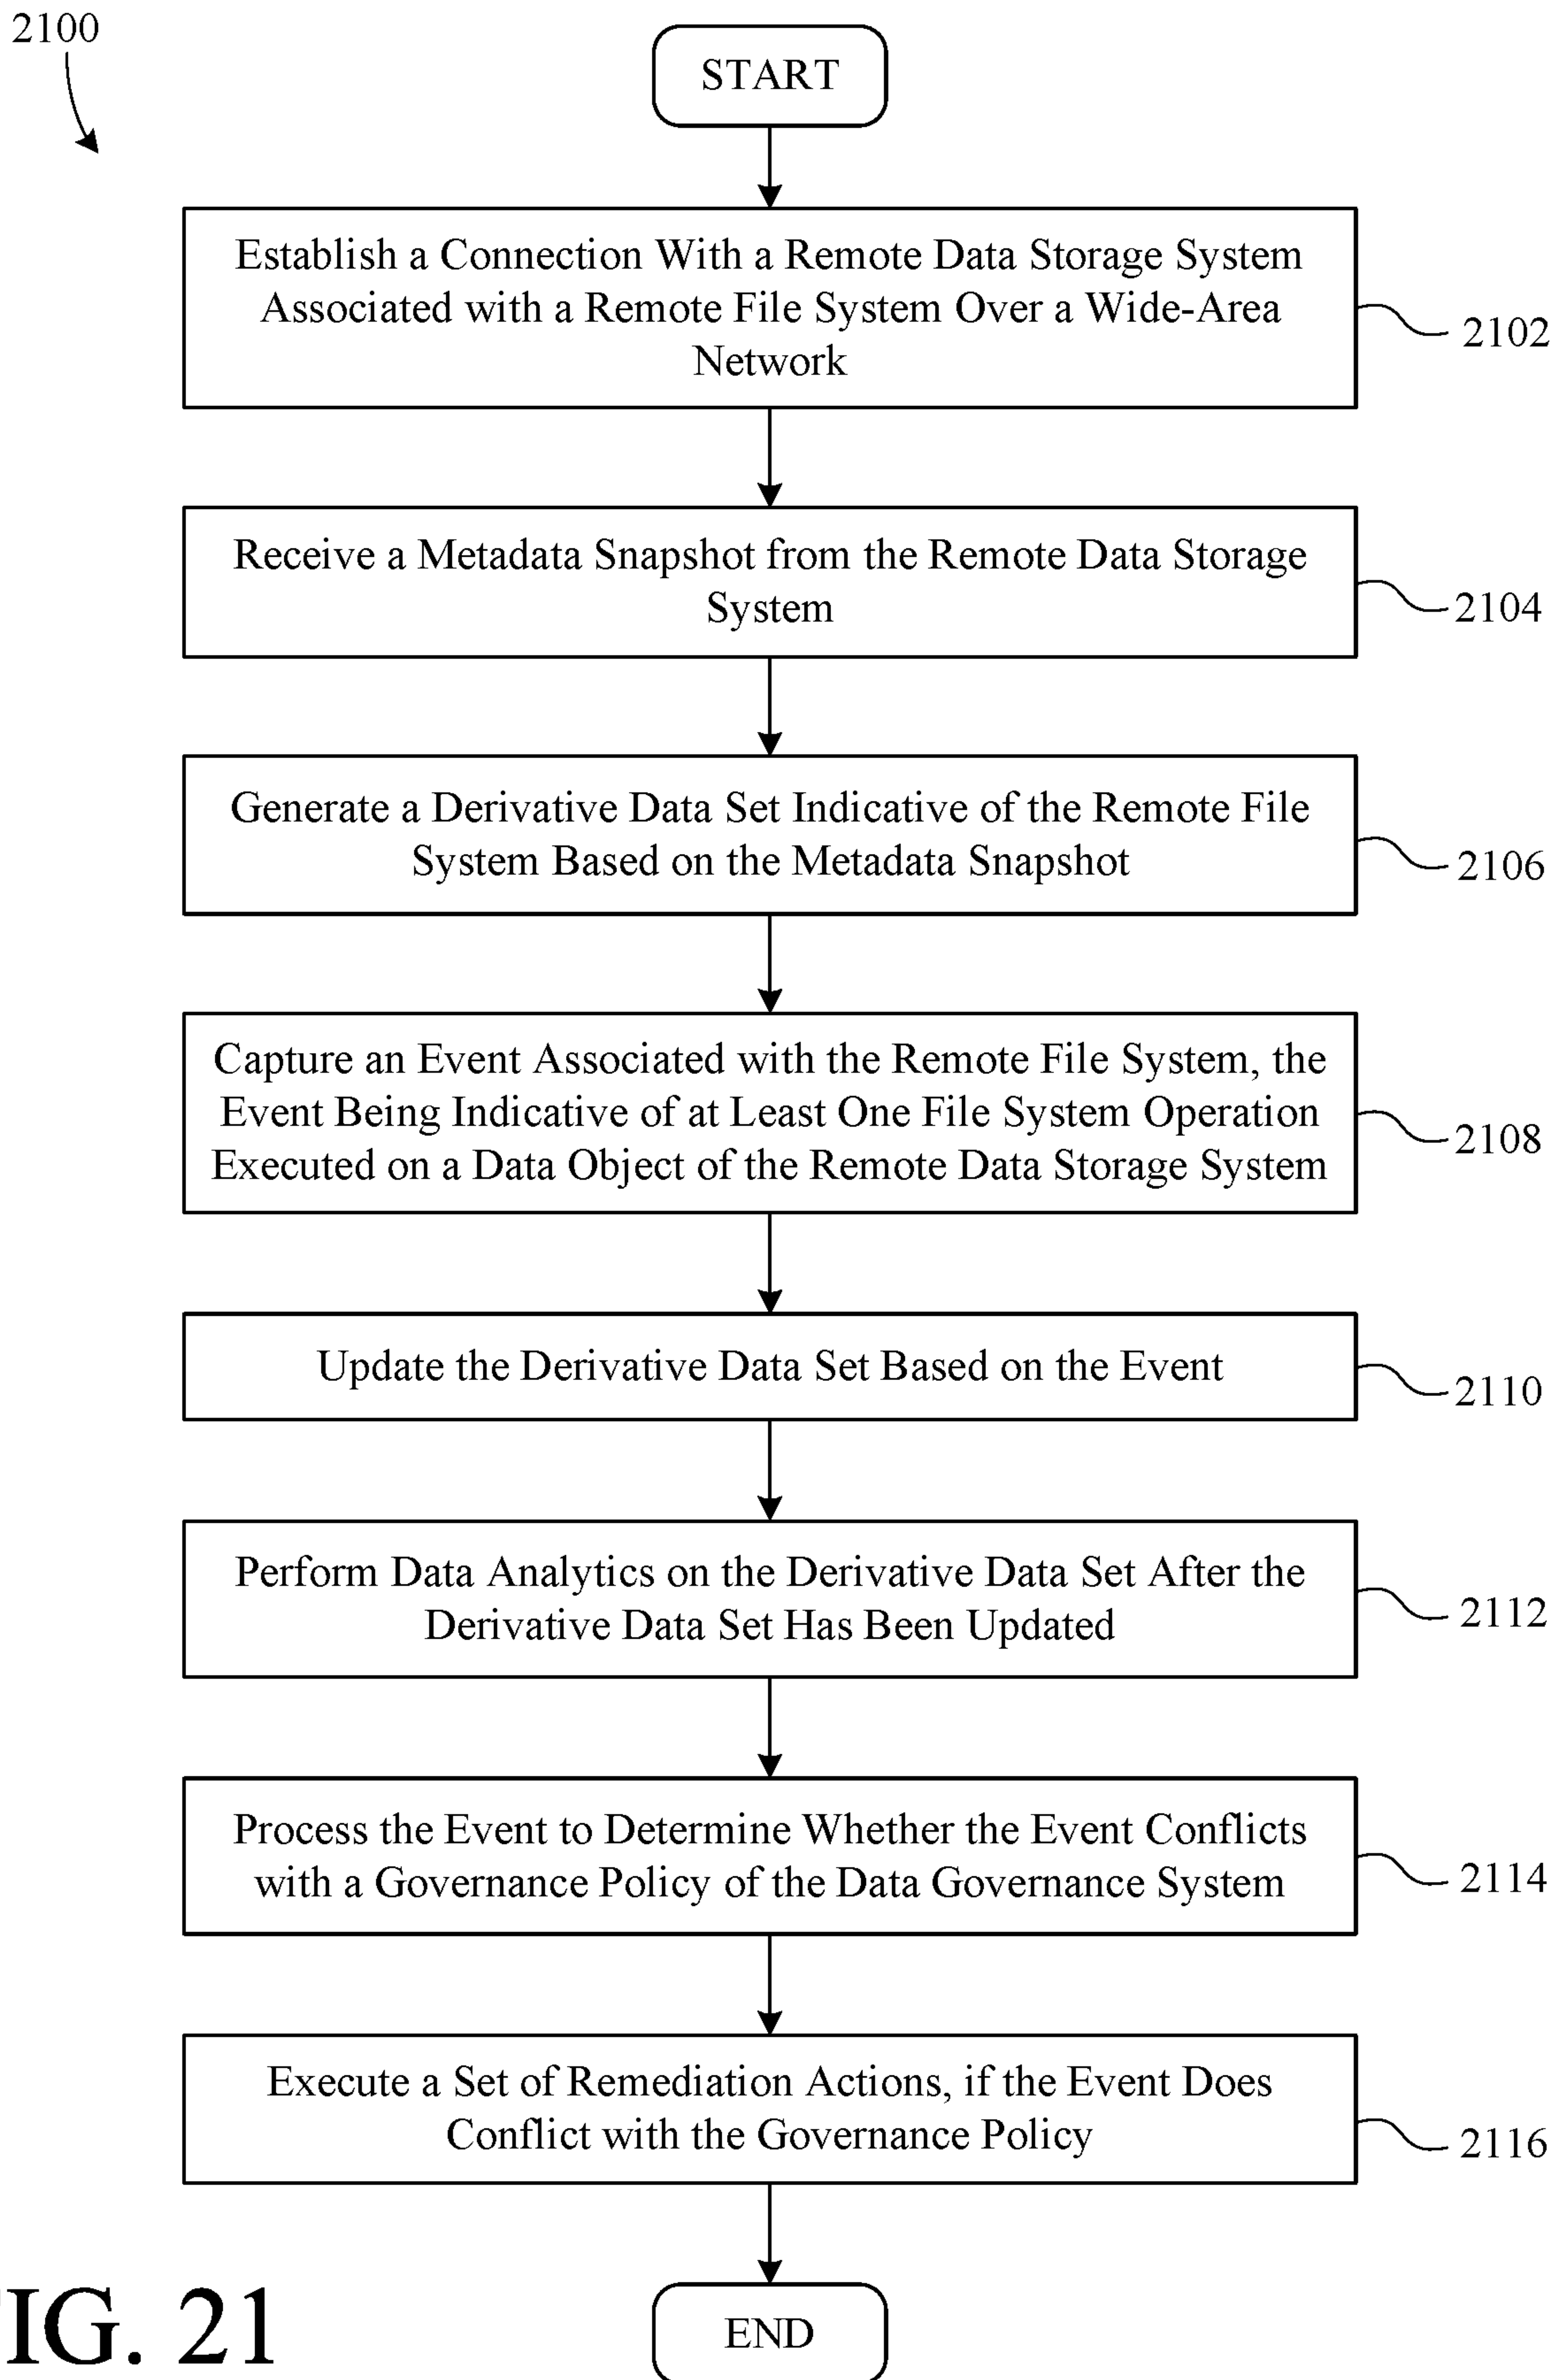 2100
START
Establish a Connection With a Remote Data Storage System
Associated with a Remote File System Over a Wide-Area
Network
2102
Receive a Metadata Snapshot from the Remote Data Storage
System
2104
Generate a Derivative Data Set Indicative of the Remote File
System Based on the Metadata Snapshot
2106
Capture an Event Associated with the Remote File System, the
Event Being Indicative of at Least One File System Operation
Executed on a Data Object of the Remote Data Storage System
2108
Update the Derivative Data Set Based on the Event
2110
Perform Data Analytics on the Derivative Data Set After the
Derivative Data Set Has Been Updated
2112
Process the Event to Determine Whether the Event Conflicts
with a Governance Policy of the Data Governance System
2114
Execute a Set of Remediation Actions, if the Event Does
Conflict with the Governance Policy
2116
END
IG. 21